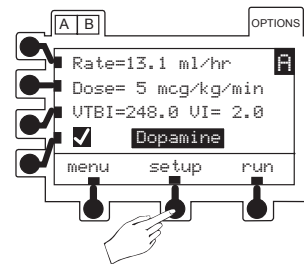 A B
OPTIONS
Rate=13.1 ml/hr
A
Dose= 5 mcg/kg/min
VTBI=248.0 VI= 2.0
Dopamine
menu setup run